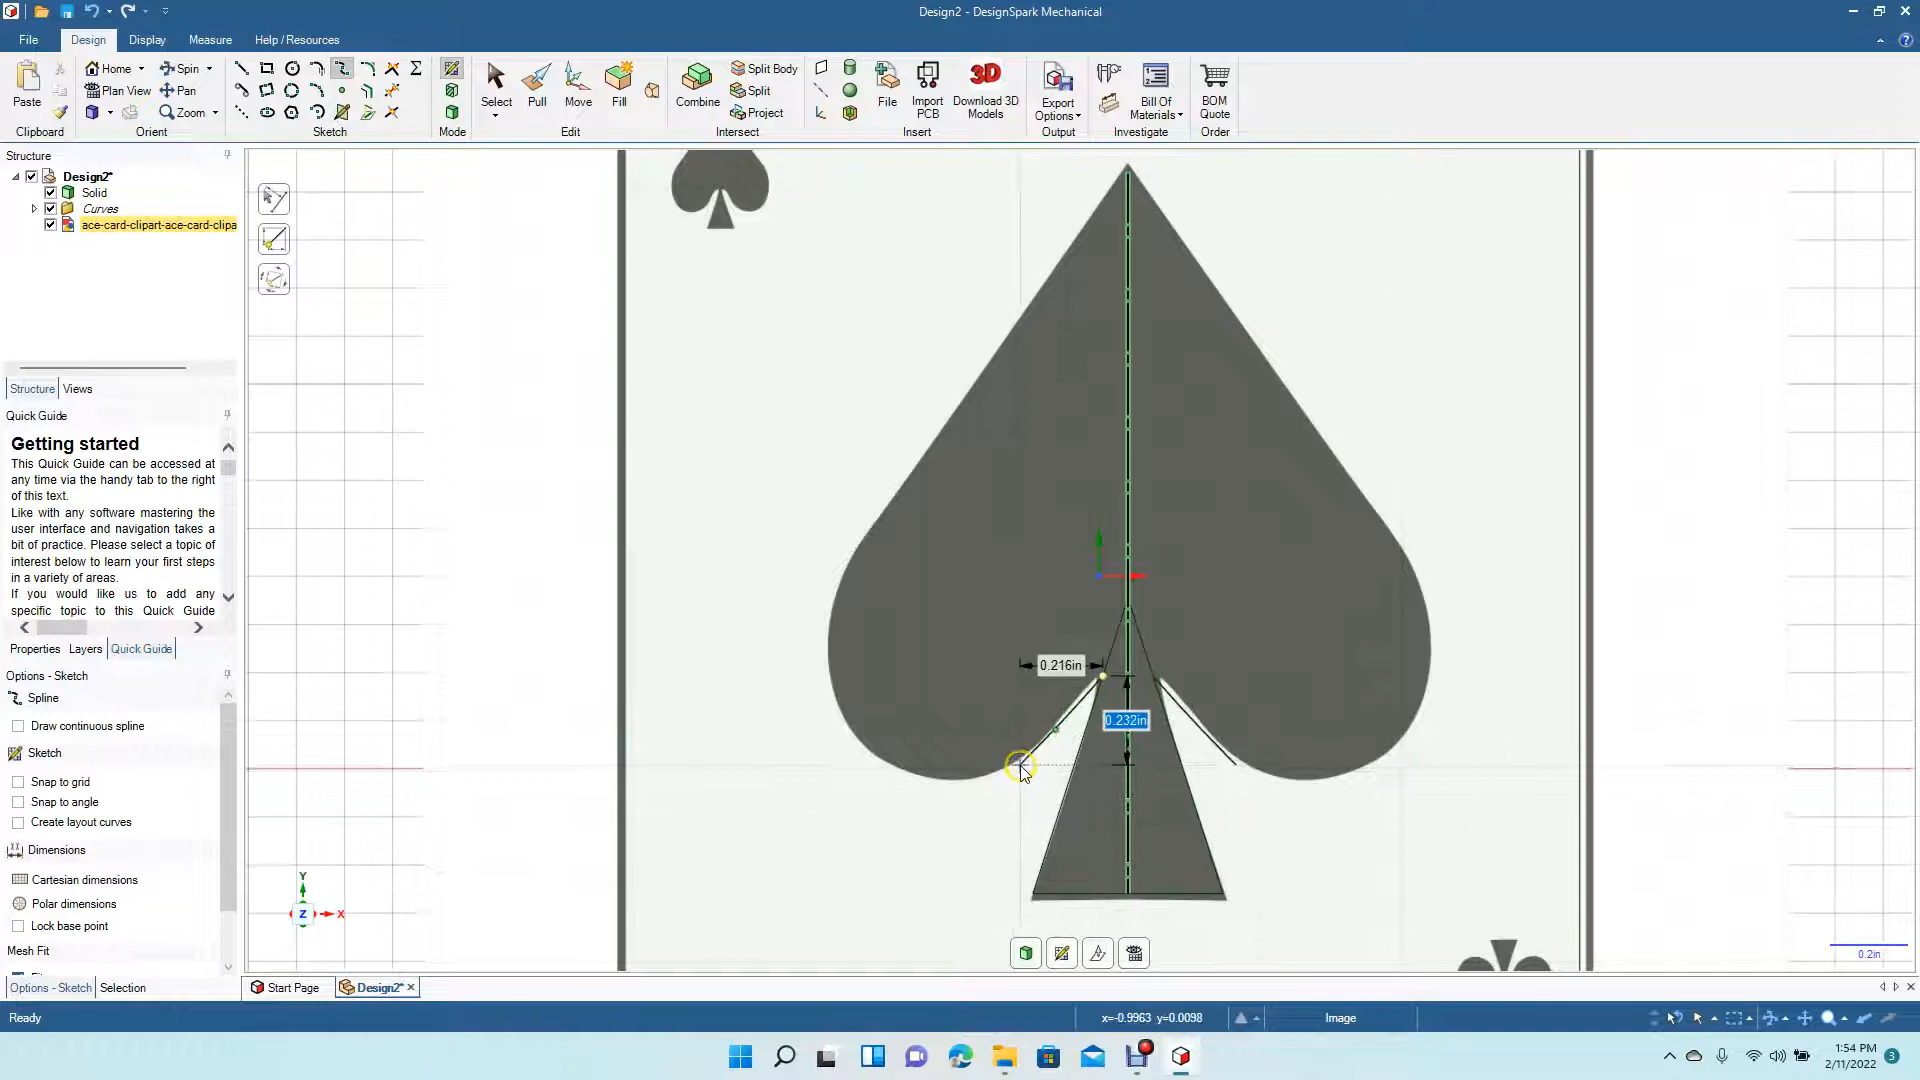 Design2 - DesignSpark Mechanical
File
Design
Display
Measure
Help / Resources
Paste
Clipboard
Home
Plan View
Spin
Pan
Zoom
Orient
Sketch
Mode
Select
Pull
Move
Fill
Edit
Combine
Split Body
Split
Project
Intersect
File
Import
PCB
Download 3D
Models
Insert
Export
Options
Output
Bill Of
Materials
Investigate
BOM
Quote
Order
Structure
Design2*
Solid
Curves
ace-card-clipart-ace-card-clipa
Structure
Views
Quick Guide
Getting started
This Quick Guide can be accessed at
any time via the handy tab to the right
of this text.
Like with any software mastering the
user interface and navigation takes a
bit of practice. Please select a topic of
interest below to learn your first steps
in a variety of areas.
If you would like us to add any
specific topic to this Quick Guide
Properties
Layers
Quick Guide
Options - Sketch
Spline
Draw continuous spline
Sketch
Snap to grid
Snap to angle
Create layout curves
Dimensions
Cartesian dimensions
Polar dimensions
Lock base point
Mesh Fit
Options - Sketch
Selection
0.216in
0.232in
Y
Z
X
0.2in
Start Page
Design2*
Ready
x=-0.9963 y=0.0098
Image
1:54 PM
2/11/2022
3